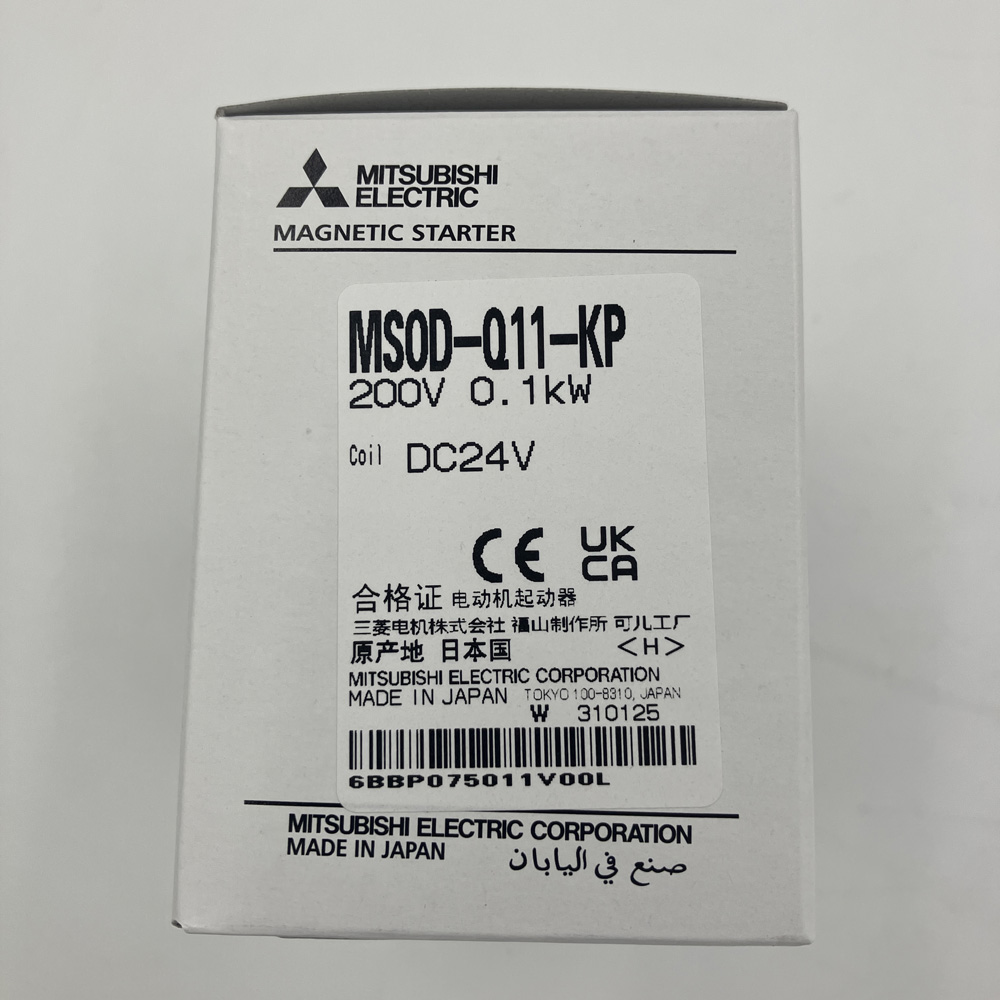 MITSUBISHI
ELECTRIC
MAGNETIC STARTER
MSOD-Q11-KP
200V 0.1kW
Coil DC24V
CE UK
CA
合格证 电动机起动器
三菱电机株式会社 福山制作所 可儿工厂
原产地 日本国 <H>
MITSUBISHI ELECTRIC CORPORATION
MADE IN JAPAN TOKYO 100-8310, JAPAN
W 310125
6BBP075011V00L
MITSUBISHI ELECTRIC CORPORATION
MADE IN JAPAN صنع في اليابان